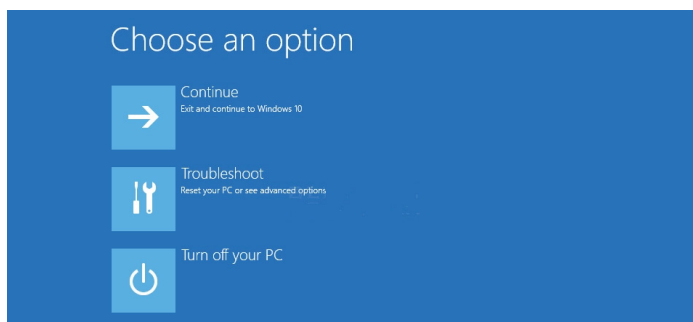 Choose an option
Continue
Exit and continue to Windows 10
Troubleshoot
Reset your PC or see advanced options
Turn off your PC